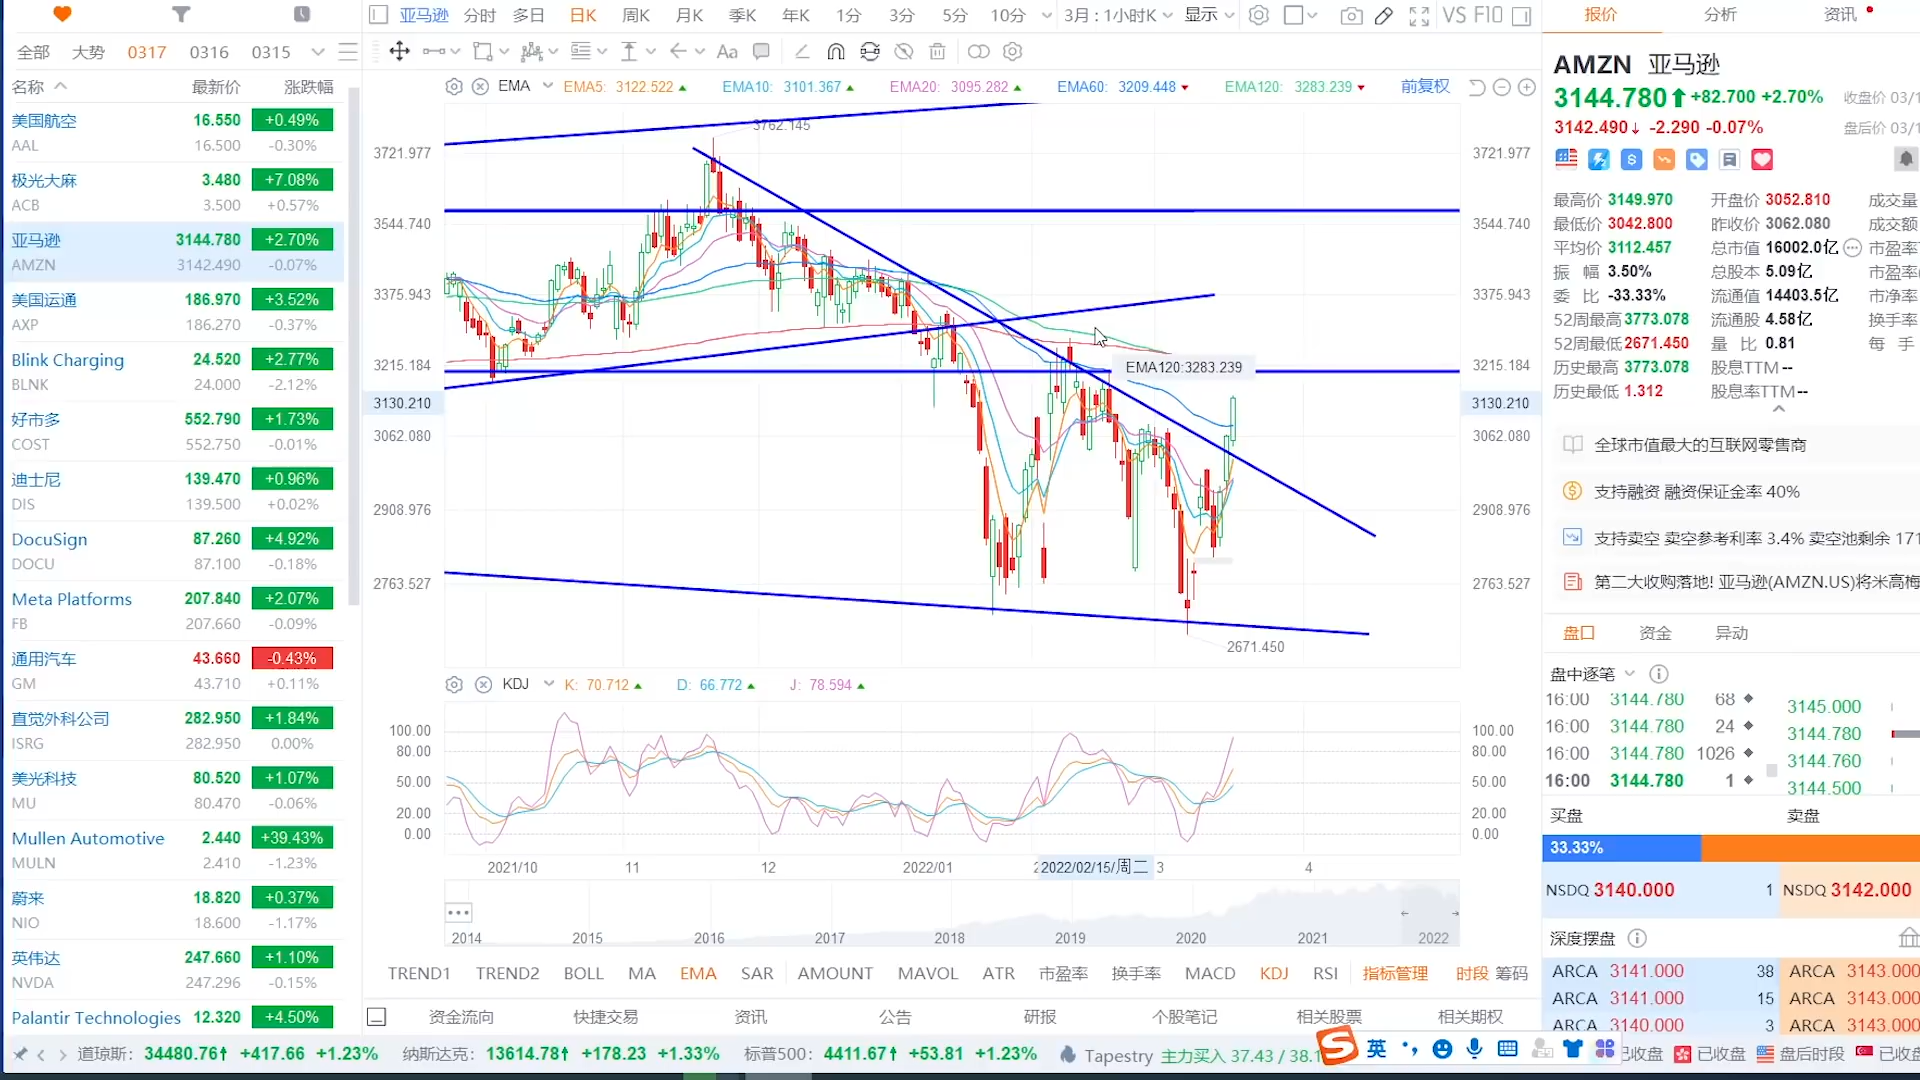 亚马逊 分时 多日 日K 周K 月K 季K 年K 1分 3分 5分 10分 3月 : 1小时K 显示 VS F10
报价 分析 资讯
全部 大势 0317 0316 0315
Aa
名称 最新价 涨跌幅
EMA EMA5: 3122.522 EMA10: 3101.367 EMA20: 3095.282 EMA60: 3209.448 EMA120: 3283.239 前复权
美国航空 16.550 +0.49%
AAL 16.500 -0.30%
极光大麻 3.480 +7.08%
ACB 3.500 +0.57%
亚马逊 3144.780 +2.70%
AMZN 3142.490 -0.07%
美国运通 186.970 +3.52%
AXP 186.270 -0.37%
Blink Charging 24.520 +2.77%
BLNK 24.000 -2.12%
好市多 552.790 +1.73%
COST 552.750 -0.01%
迪士尼 139.470 +0.96%
DIS 139.500 +0.02%
DocuSign 87.260 +4.92%
DOCU 87.100 -0.18%
Meta Platforms 207.840 +2.07%
FB 207.660 -0.09%
通用汽车 43.660 -0.43%
GM 43.710 +0.11%
直觉外科公司 282.950 +1.84%
ISRG 282.950 0.00%
美光科技 80.520 +1.07%
MU 80.470 -0.06%
Mullen Automotive 2.440 +39.43%
MULN 2.410 -1.23%
蔚来 18.820 +0.37%
NIO 18.600 -1.17%
英伟达 247.660 +1.10%
NVDA 247.296 -0.15%
Palantir Technologies 12.320 +4.50%
3762.145
3721.977 3721.977
3544.740 3544.740
3375.943 3375.943
3215.184 EMA120:3283.239 3215.184
3130.210 3130.210
3062.080 3062.080
2908.976 2908.976
2763.527 2763.527
2671.450
KDJ K: 70.712 D: 66.772 J: 78.594
100.00 100.00
80.00 80.00
50.00 50.00
20.00 20.00
0.00 0.00
2021/10 11 12 2022/01 2022/02/15/周二 3 4
2014 2015 2016 2017 2018 2019 2020 2021 2022
TREND1 TREND2 BOLL MA EMA SAR AMOUNT MAVOL ATR 市盈率 换手率 MACD KDJ RSI 指标管理 时段 筹码
资金流向 快捷交易 资讯 公告 研报 个股笔记 相关股票 相关期权
AMZN 亚马逊
3144.780 +82.700 +2.70% 收盘价 03/1
3142.490 -2.290 -0.07% 盘后价 03/1
最高价 3149.970 开盘价 3052.810 成交量
最低价 3042.800 昨收价 3062.080 成交额
平均价 3112.457 总市值 16002.0亿 市盈率
振 幅 3.50% 总股本 5.09亿 市盈率
委 比 -33.33% 流通值 14403.5亿 市净率
52周最高 3773.078 流通股 4.58亿 换手率
52周最低 2671.450 量 比 0.81 每 手
历史最高 3773.078 股息TTM --
历史最低 1.312 股息率TTM --
全球市值最大的互联网零售商
支持融资 融资保证金率 40%
支持卖空 卖空参考利率 3.4% 卖空池剩余 171
第二大收购落地! 亚马逊(AMZN.US)将米高梅
盘口 资金 异动
盘中逐笔
16:00 3144.780 68
16:00 3144.780 24
16:00 3144.780 1026
16:00 3144.780 1
3145.000
3144.780
3144.760
3144.500
买盘 卖盘
33.33%
NSDQ 3140.000 1 NSDQ 3142.000
深度摆盘
ARCA 3141.000 38 ARCA 3143.000
ARCA 3141.000 15 ARCA 3143.000
ARCA 3140.000 3 ARCA 3143.000
道琼斯: 34480.76 +417.66 +1.23% 纳斯达克: 13614.78 +178.23 +1.33% 标普500: 4411.67 +53.81 +1.23% Tapestry 主力买入 37.43 / 38.1 英 已收盘 已收盘 盘后时段 已收